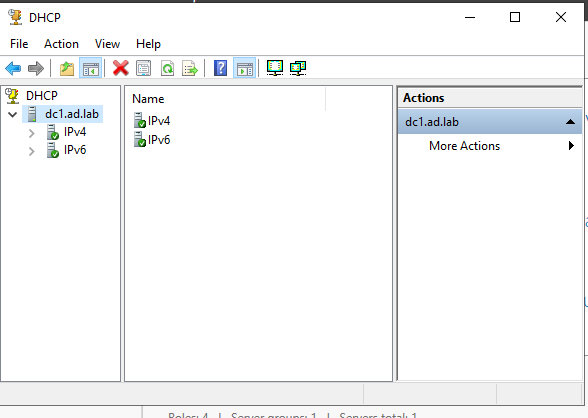 DHCP
File Action View Help
DHCP
dc1.ad.lab
IPv4
IPv6
Name
IPv4
IPv6
Actions
dc1.ad.lab
More Actions
Roles: 4 | Server groups: 1 | Servers total: 1